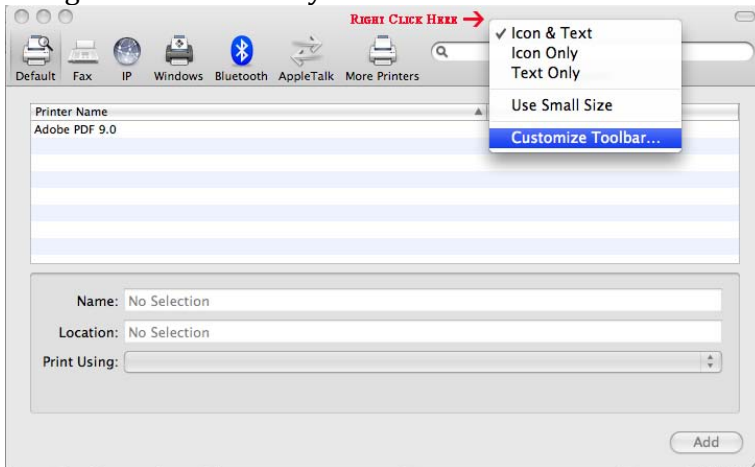 RIGHT CLICK HERE
✓ Icon & Text
Icon Only
Text Only
Use Small Size
Customize Toolbar...
Default Fax IP Windows Bluetooth AppleTalk More Printers
Printer Name
Adobe PDF 9.0
Name: No Selection
Location: No Selection
Print Using:
Add